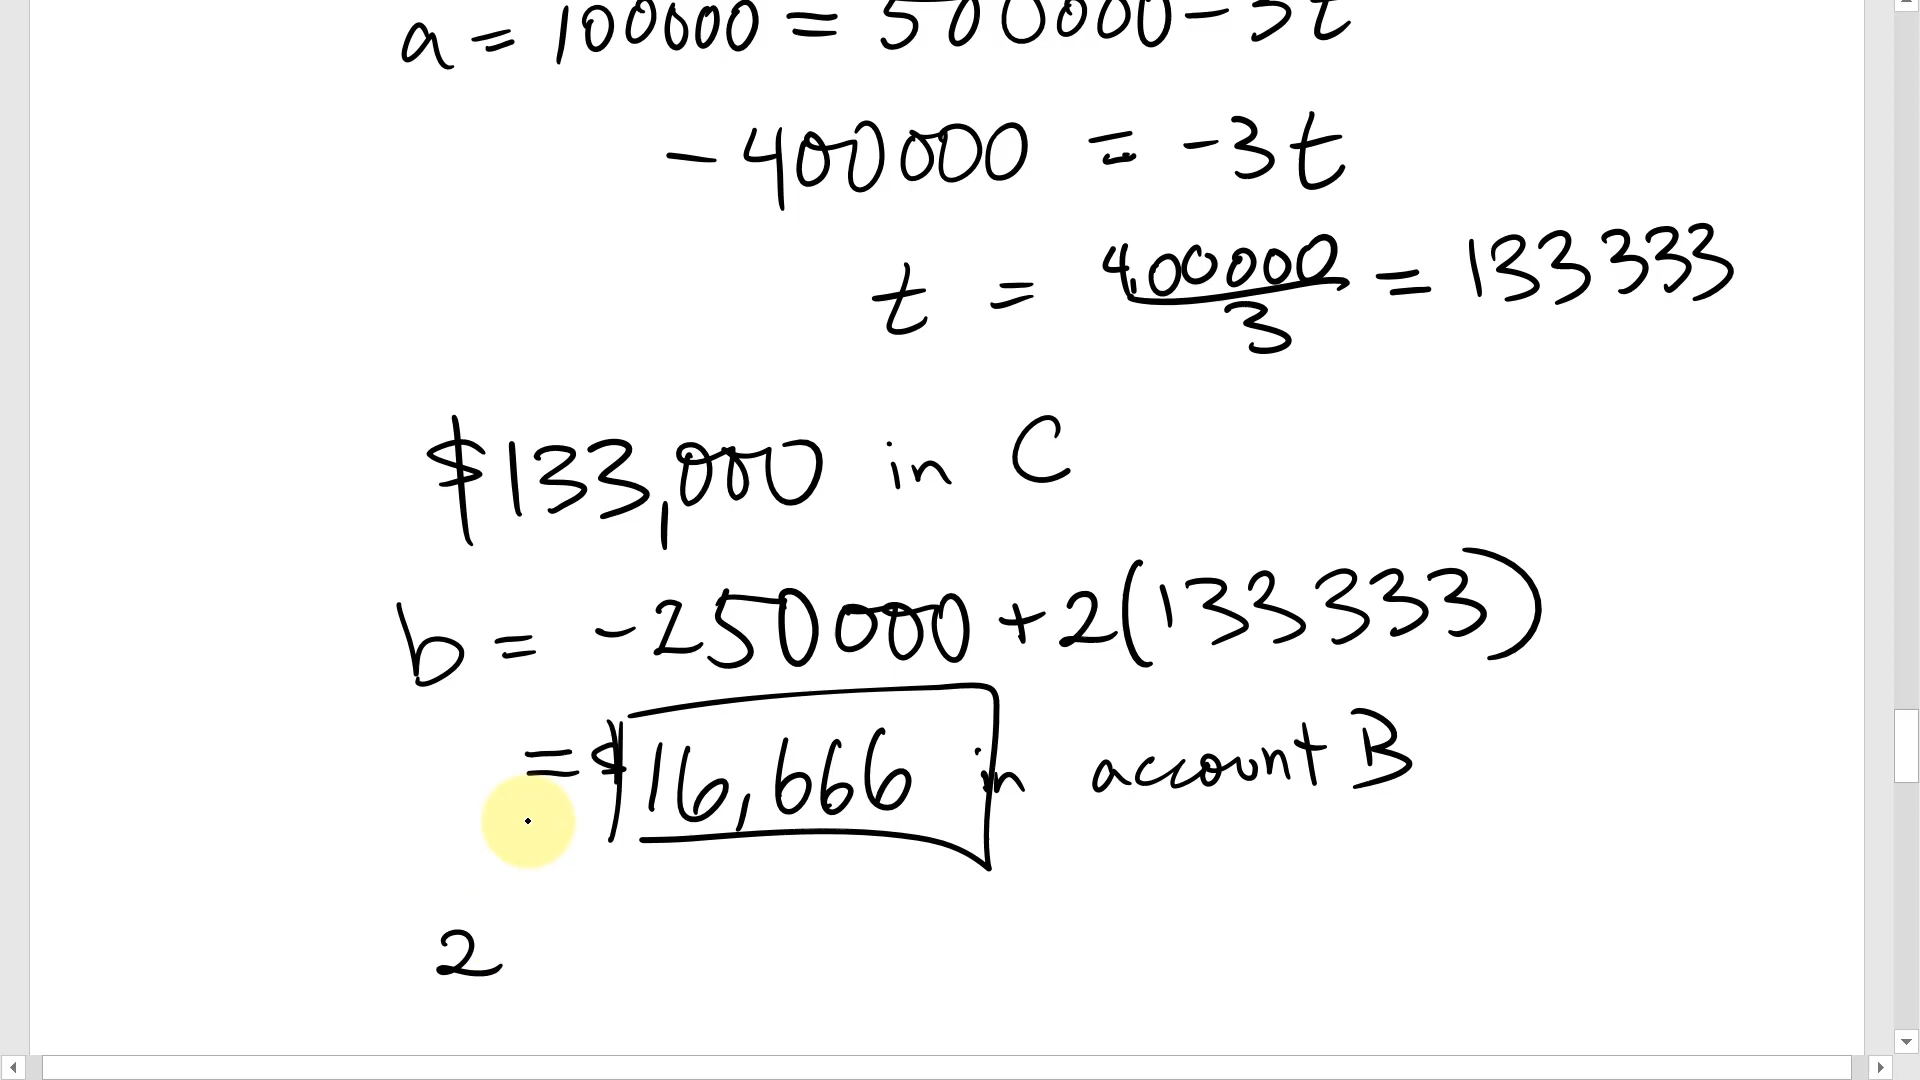 a = 100000 = 500000 - 3t
- 400000 = -3t
t = 400000/3 = 133333
$133,000 in C
b = -250000 + 2(133333)
= $16,666 in account B
2